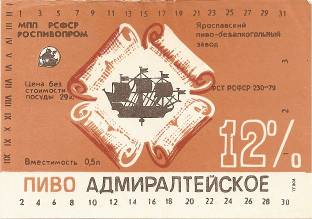 1 3 5 7 9 11 13 15 17 19 21 23 25 27 29 31
МПП РСФСР
РОСПИВОПРОМ
Ярославский
пиво-безалкогольный
завод
Цена без
стоимости
посуды 29к.
РСТ РСФСР 230-79
12%
Вместимость 0,5л
ПИВО АДМИРАЛТЕЙСКОЕ
2 4 6 8 10 12 14 16 18 20 22 24 26 28 30